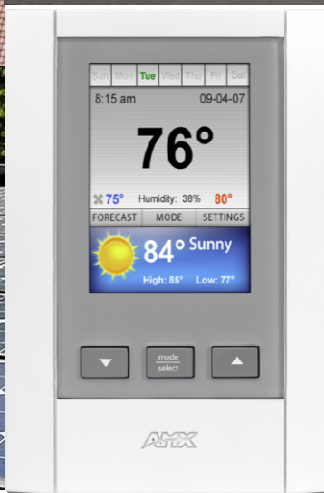 Sun Mon Tue Wed Thu Fri Sat
8:15 am 09-04-07
76°
75° Humidity: 38% 80°
FORECAST MODE SETTINGS
84° Sunny
High: 85° Low: 77°
mode
select
AMX